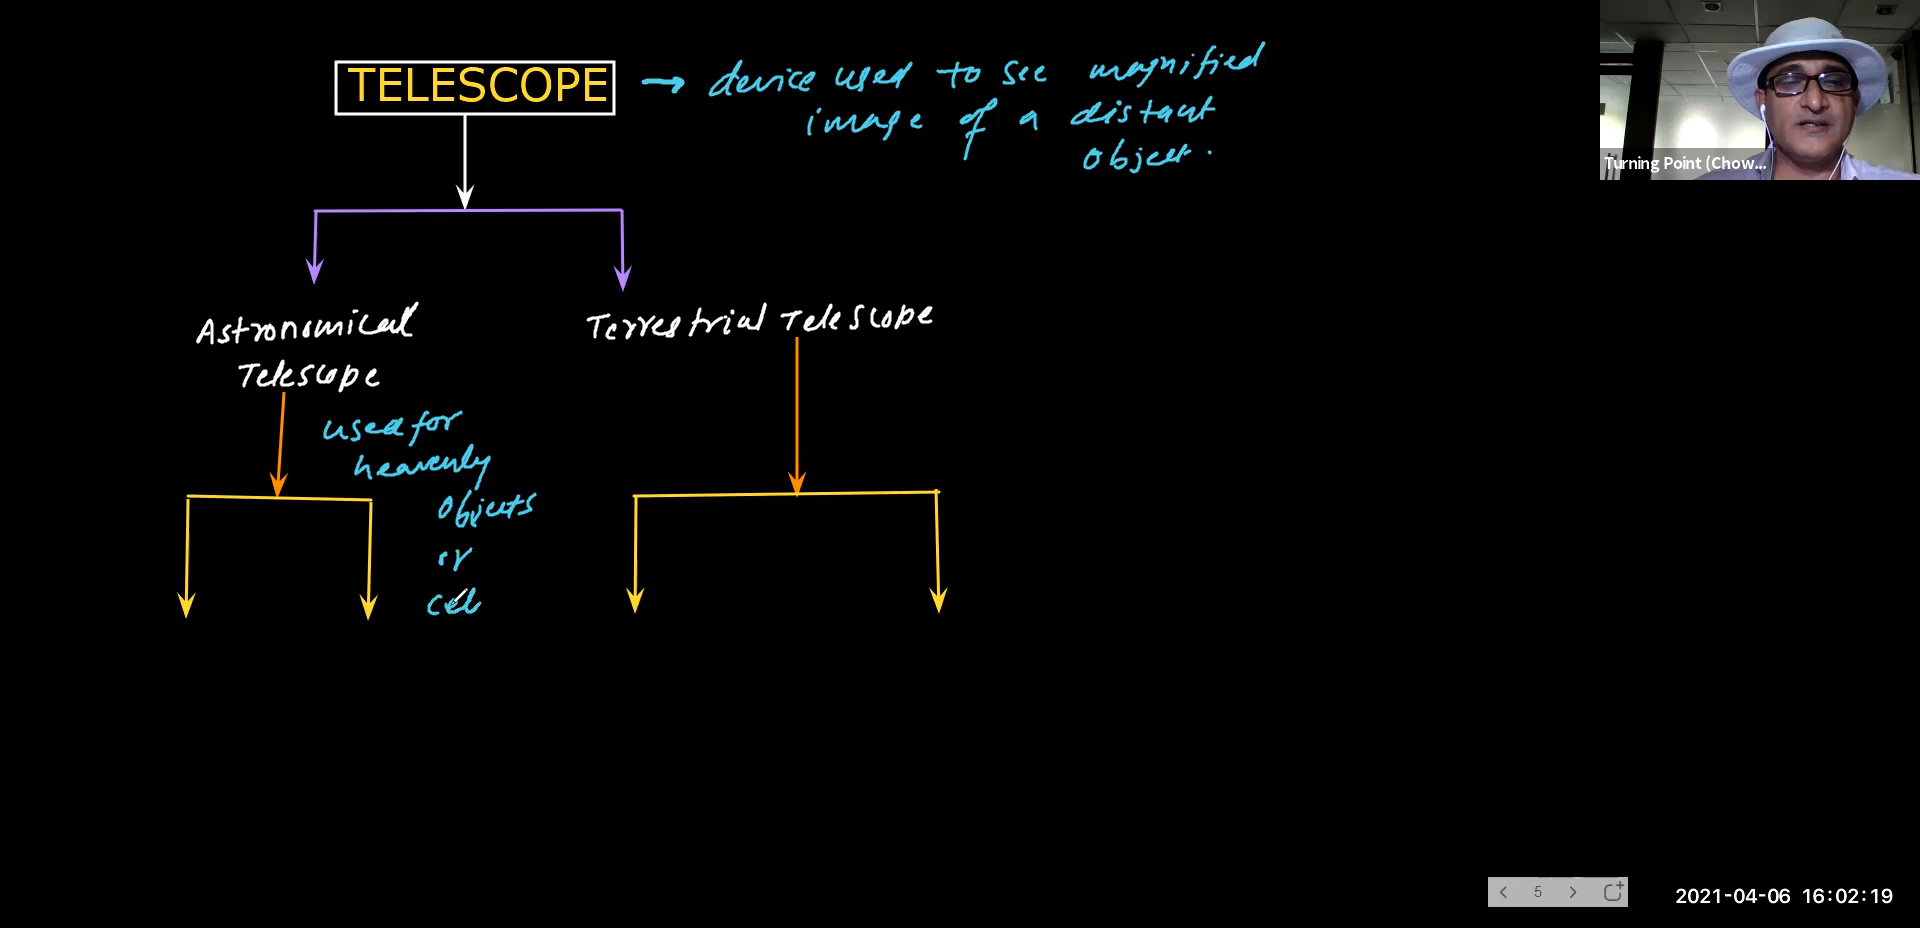 TELESCOPE → device used to see magnified
image of a distant
object.
Turning Point (Chow...
Astronomical
Telescope
Terrestrial Telescope
used for
heavenly
objects
or
cel
5
2021-04-06 16:02:19